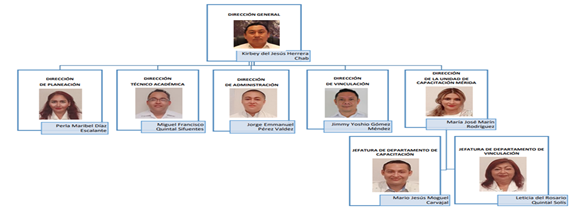 DIRECCIÓN GENERAL
Kirbey del Jesús Herrera
Chab
DIRECCIÓN
DE PLANEACIÓN
Perla Maribel Díaz
Escalante
DIRECCIÓN
TÉCNICO ACADÉMICA
Miguel Francisco
Quintal Sifuentes
DIRECCIÓN
DE ADMINISTRACIÓN
Jorge Emmanuel
Pérez Valdez
DIRECCIÓN
DE VINCULACIÓN
Jimmy Yoshio Gómez
Méndes
DIRECCIÓN
DE LA UNIDAD DE
CAPACITACIÓN MÉRIDA
María José Marín
Rodríguez
JEFATURA DE DEPARTAMENTO DE
CAPACITACIÓN
Mario Jesús Moguel
Carvajal
JEFATURA DE DEPARTAMENTO DE
VINCULACIÓN
Leticia del Rosario
Quintal Solís